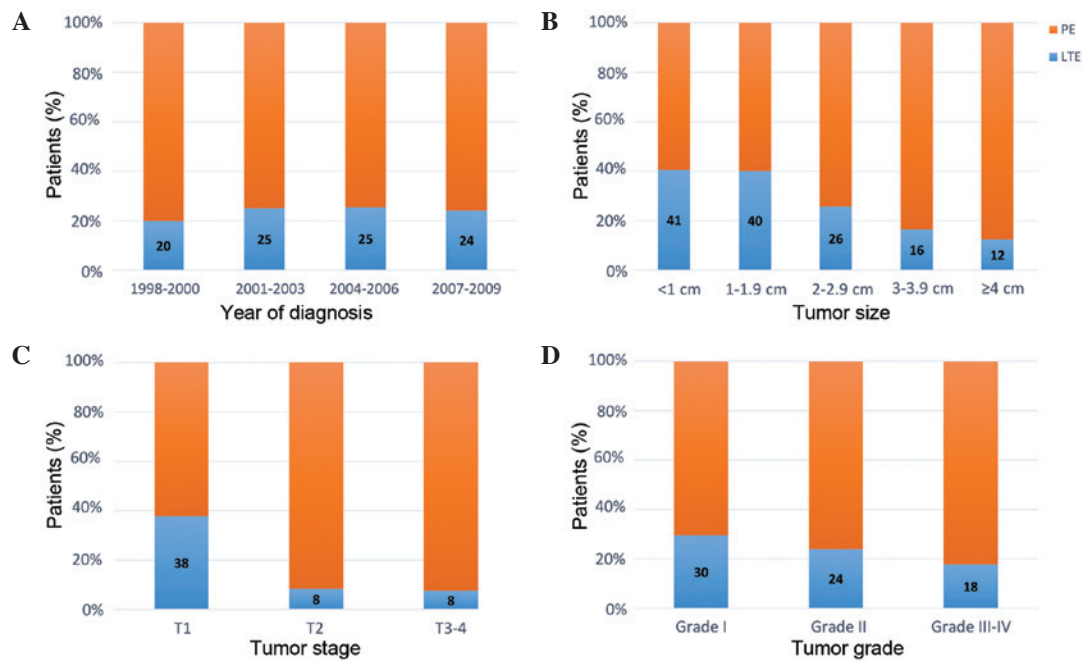 A
Patients (%)
100%
80%
60%
40%
20%
0%
20
25
25
24
1998-2000 2001-2003 2004-2006 2007-2009
Year of diagnosis
B
Patients (%)
100%
80%
60%
40%
20%
0%
41
40
26
16
12
<1 cm 1-1.9 cm 2-2.9 cm 3-3.9 cm ≥4 cm
Tumor size
PE
LTE
C
Patients (%)
100%
80%
60%
40%
20%
0%
38
8
8
T1 T2 T3-4
Tumor stage
D
Patients (%)
100%
80%
60%
40%
20%
0%
30
24
18
Grade I Grade II Grade III-IV
Tumor grade